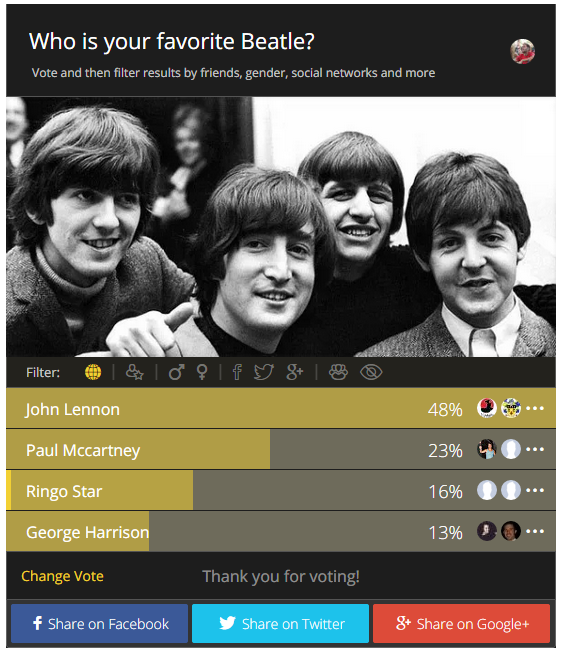 Who is your favorite Beatle?
Vote and then filter results by friends, gender, social networks and more
Filter:
John Lennon 48%
Paul Mccartney 23%
Ringo Star 16%
George Harrison 13%
Change Vote Thank you for voting!
Share on Facebook Share on Twitter Share on Google+